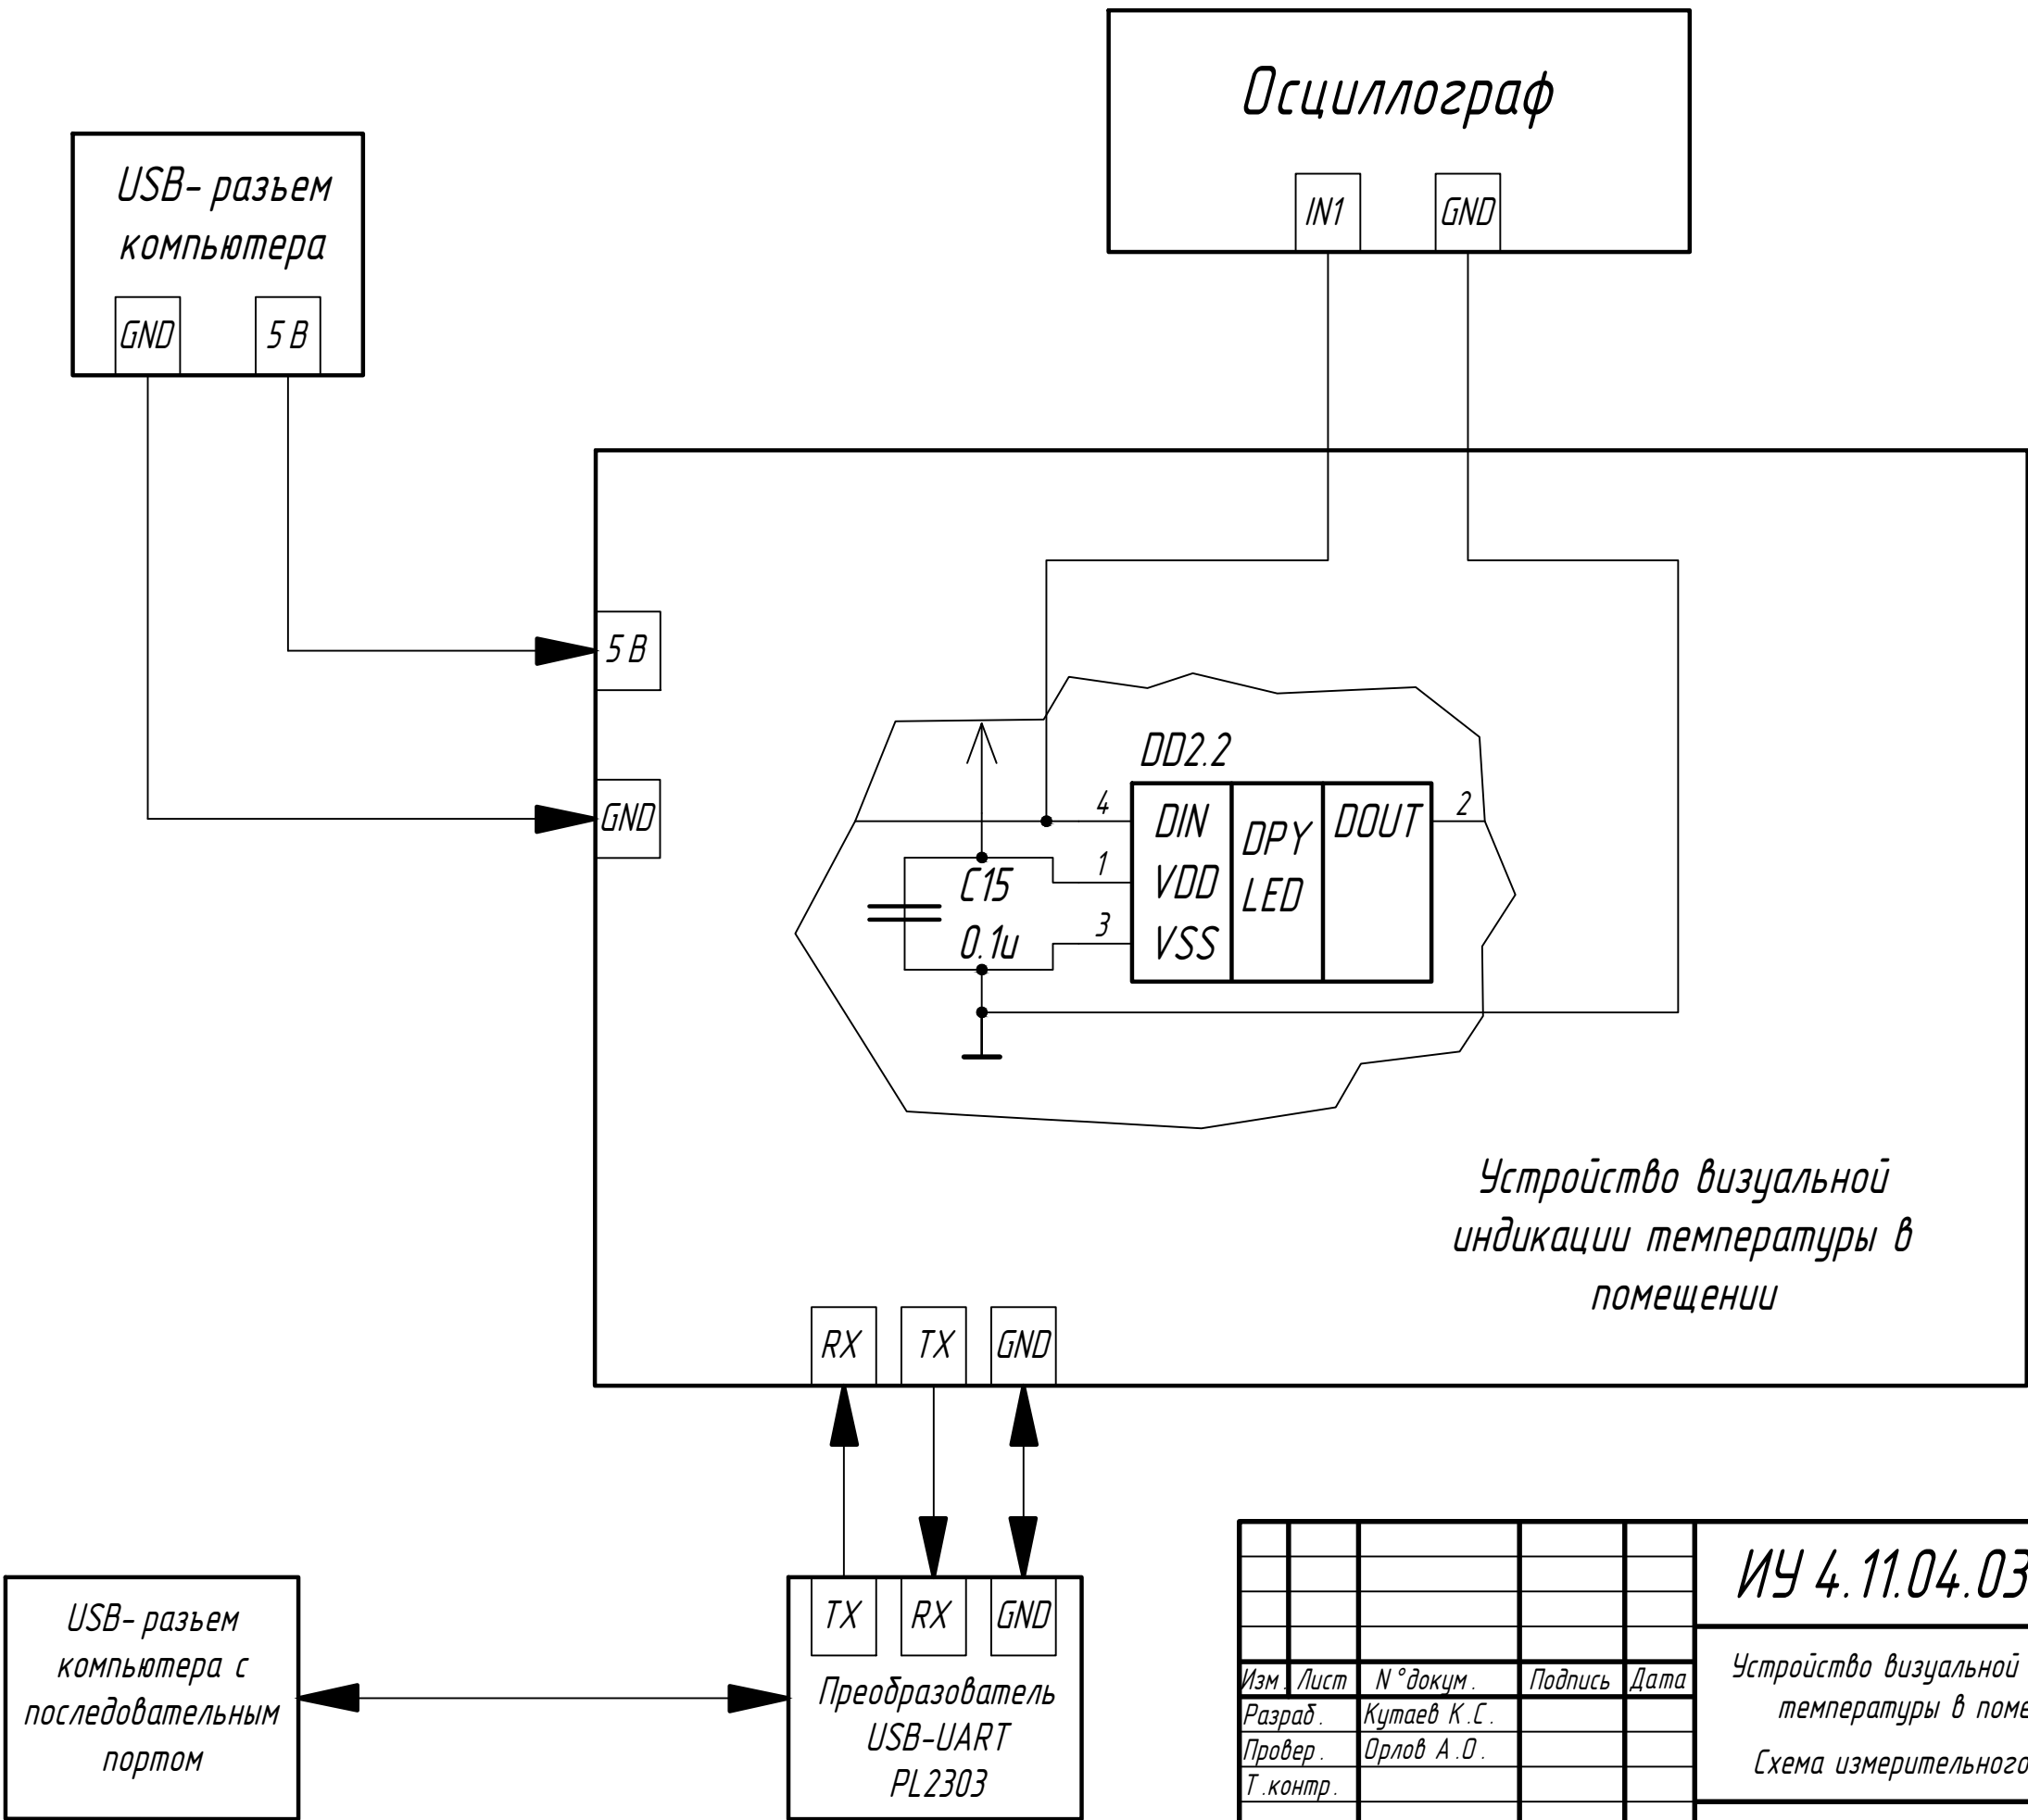 Осциллограф
IN1
GND
USB- разъем
компьютера
GND
5 В
5 В
GND
DD2.2
4
DIN
DPY
LED
DOUT
2
1
VDD
C15
0.1u
3
VSS
Устройство визуальной
индикации температуры в
помещении
RX
TX
GND
TX
RX
GND
Преобразователь
USB-UART
PL2303
USB- разъем
компьютера с
последовательным
портом
ИУ 4.11.04.03
Устройство визуальной
температуры в поме
Схема измерительного
Изм. Лист N°докум. Подпись Дата
Разраб. Кутаев К.С.
Провер. Орлов А.О.
Т.контр.